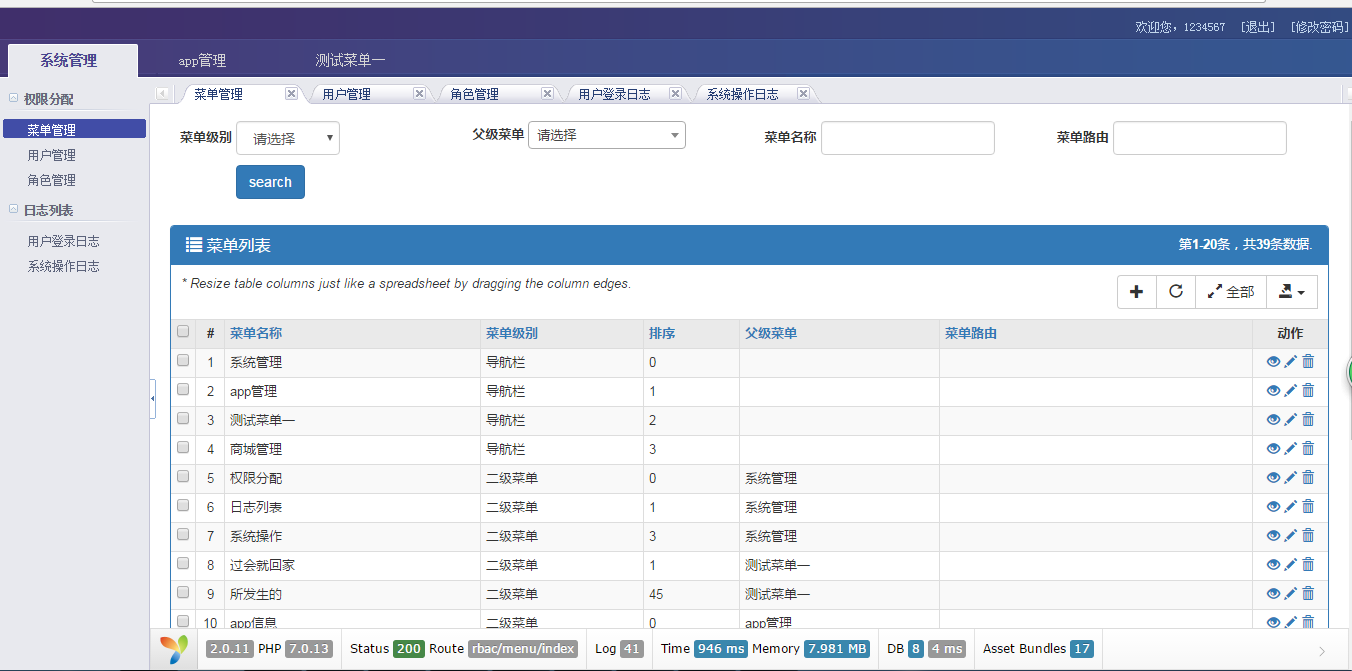 欢迎您，1234567 [退出] [修改密码]
系统管理 app管理 测试菜单一
权限分配
菜单管理
用户管理
角色管理
日志列表
用户登录日志
系统操作日志
菜单管理 用户管理 角色管理 用户登录日志 系统操作日志
菜单级别 请选择 父级菜单 请选择 菜单名称 菜单路由
search
菜单列表 第1-20条，共39条数据.
* Resize table columns just like a spreadsheet by dragging the column edges.
全部
# 菜单名称 菜单级别 排序 父级菜单 菜单路由 动作
1 系统管理 导航栏 0
2 app管理 导航栏 1
3 测试菜单一 导航栏 2
4 商城管理 导航栏 3
5 权限分配 二级菜单 0 系统管理
6 日志列表 二级菜单 1 系统管理
7 系统操作 二级菜单 3 系统管理
8 过会就回家 二级菜单 1 测试菜单一
9 所发生的 二级菜单 45 测试菜单一
10 app信息 二级菜单 0 app管理
2.0.11 PHP 7.0.13 Status 200 Route rbac/menu/index Log 41 Time 946 ms Memory 7.981 MB DB 8 4 ms Asset Bundles 17